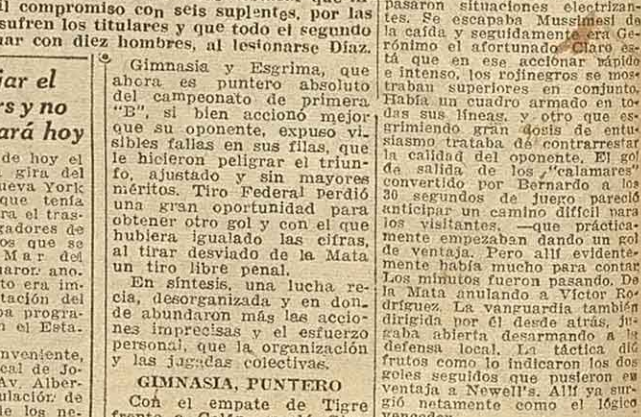 l compromiso con seis suplentes, por las
sufren los titulares y que todo el segundo
ar con diez hombres, al lesionarse Díaz.
jar el
rs y no
ará hoy
de hoy el
gira del
ueva York
que tenía
ra el tras-
gadores de
os que se
Mar del
ano-
to era im-
tación del
a progra-
n el Esta-
nveniente,
cal de Jo-
Av. Alber-
ulación de
de los ne-
Gimnasia y Esgrima, que
ahora es puntero absoluto
del campeonato de primera
"B", si bien accionó mejor
que su oponente, expuso vi-
sibles fallas en sus filas, que
le hicieron peligrar el triun-
fo, ajustado y sin mayores
méritos. Tiro Federal perdió
una gran oportunidad para
obtener otro gol y con el que
hubiera igualado las cifras,
al tirar desviado de la Mata
un tiro libre penal.
En síntesis, una lucha re-
cia, desorganizada y en don-
de abundaron más las accio-
nes imprecisas y el esfuerzo
personal, que la organización
y las jugadas colectivas.
GIMNASIA, PUNTERO
Con el empate de Tigre
pasaron situaciones electrizan-
tes. Se escapaba Mussimesi de
la caída y seguidamente era Ge-
rónimo el afortunado Claro es-
tá que en ese accionar rápido
e intenso, los rojinegros se mos-
traban superiores en conjunto.
Había un cuadro armado en to-
das sus líneas, y otro que es-
grimiendo gran dosis de entu-
siasmo trataba de contrarrestar
la calidad del oponente. El gol
de salida de los "calamares"
convertido por Bernardo a los
30 segundos de juego pareció
anticipar un camino difícil para
los visitantes, —que práctica-
mente empezaban dando un gol
de ventaja. Pero allí evidente-
mente había mucho para contar
Los minutos fueron pasando. De
la Mata anulando a Víctor Ro-
dríguez. La vanguardia también
dirigida por él desde atrás, ju-
gaba abierta desarmando a la
defensa local. La táctica dió
frutos como lo indicaron los dos
goles seguidos que pusieron en
ventaja a Newell's. Allí ya sur-
gió netamente como el lógico